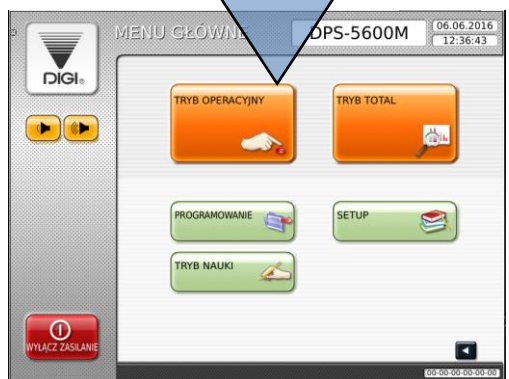 MENU GŁÓWNE
DPS-5600M
06.06.2016
12:36:43
DIGI
TRYB OPERACYJNY
TRYB TOTAL
PROGRAMOWANIE
SETUP
TRYB NAUKI
WYŁĄCZ ZASILANIE
00-00-00-00-00-00